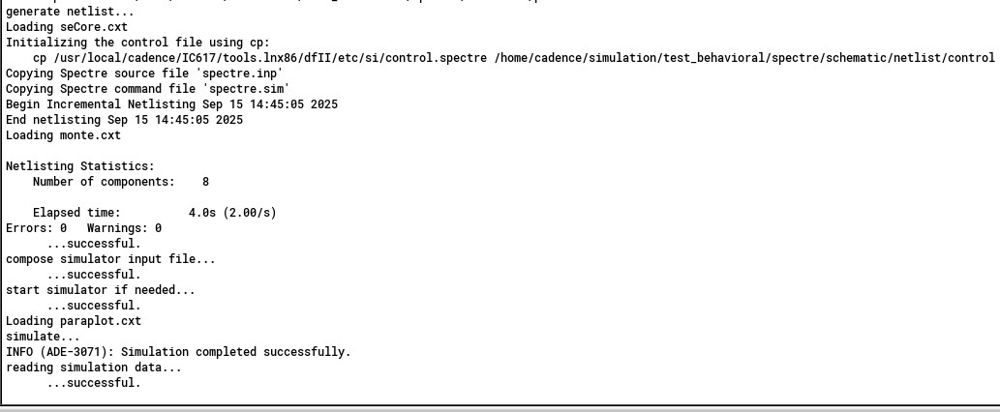 generate netlist...
Loading seCore.cxt
Initializing the control file using cp:
    cp /usr/local/cadence/IC617/tools.lnx86/dfII/etc/si/control.spectre /home/cadence/simulation/test_behavioral/spectre/schematic/netlist/control
Copying Spectre source file 'spectre.inp'
Copying Spectre command file 'spectre.sim'
Begin Incremental Netlisting Sep 15 14:45:05 2025
End netlisting Sep 15 14:45:05 2025
Loading monte.cxt

Netlisting Statistics:
    Number of components:    8

    Elapsed time:          4.0s (2.00/s)
Errors: 0   Warnings: 0
      ...successful.
compose simulator input file...
      ...successful.
start simulator if needed...
      ...successful.
Loading paraplot.cxt
simulate...
INFO (ADE-3071): Simulation completed successfully.
reading simulation data...
      ...successful.